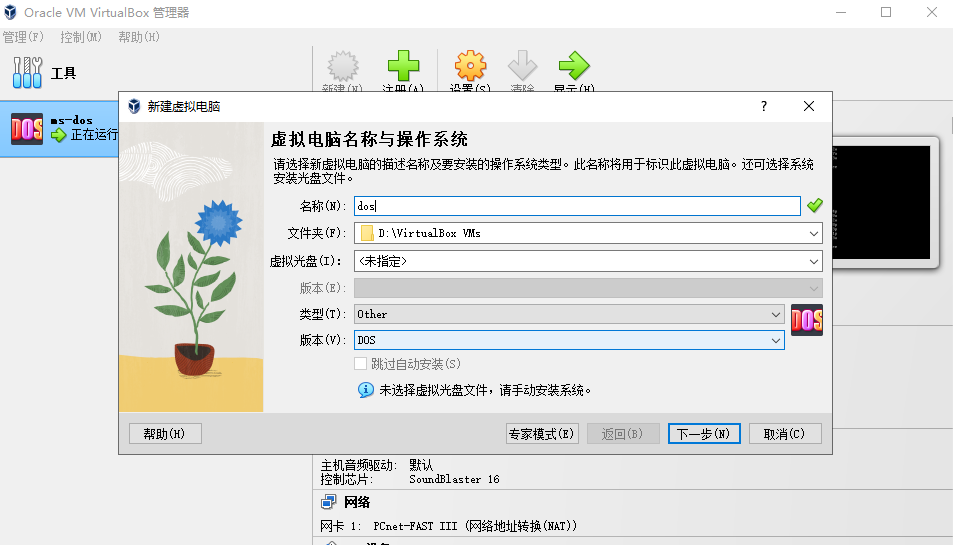 Oracle VM VirtualBox 管理器
管理(F) 控制(M) 帮助(H)
工具
新建(N) 注册(A) 设置(S) 清除 显示(H)
DOS ms-dos
正在运行
新建虚拟电脑 ?
虚拟电脑名称与操作系统
请选择新虚拟电脑的描述名称及要安装的操作系统类型。此名称将用于标识此虚拟电脑。还可选择系统
安装光盘文件。
名称(N): dos
文件夹(F): D:\VirtualBox VMs
虚拟光盘(I): <未指定>
版本(E):
类型(T): Other
DOS
版本(V): DOS
跳过自动安装(S)
未选择虚拟光盘文件，请手动安装系统。
帮助(H) 专家模式(E) 返回(B) 下一步(N) 取消(C)
主机音频驱动: 默认
控制芯片: SoundBlaster 16
网络
网卡 1: PCnet-FAST III (网络地址转换(NAT))